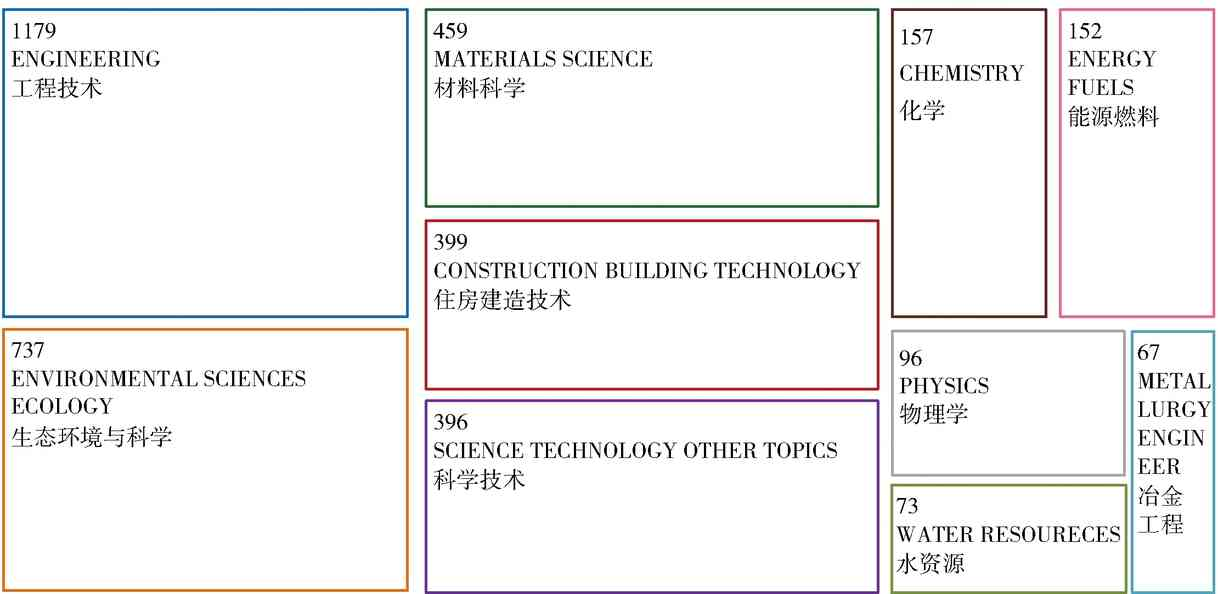 1179
ENGINEERING
工程技术
737
ENVIRONMENTAL SCIENCES
ECOLOGY
生态环境与科学
459
MATERIALS SCIENCE
材料科学
399
CONSTRUCTION BUILDING TECHNOLOGY
住房建造技术
396
SCIENCE TECHNOLOGY OTHER TOPICS
科学技术
157
CHEMISTRY
化学
152
ENERGY
FUELS
能源燃料
96
PHYSICS
物理学
73
WATER RESOURECES
水资源
67
METAL
LURGY
ENGIN
EER
冶金
工程